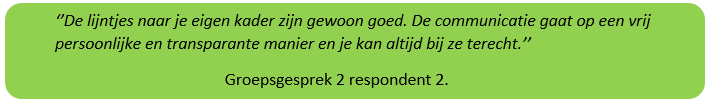 ‘’De lijntjes naar je eigen kader zijn gewoon goed. De communicatie gaat op een vrij
persoonlijke en transparante manier en je kan altijd bij ze terecht.’’
Groepsgesprek 2 respondent 2.